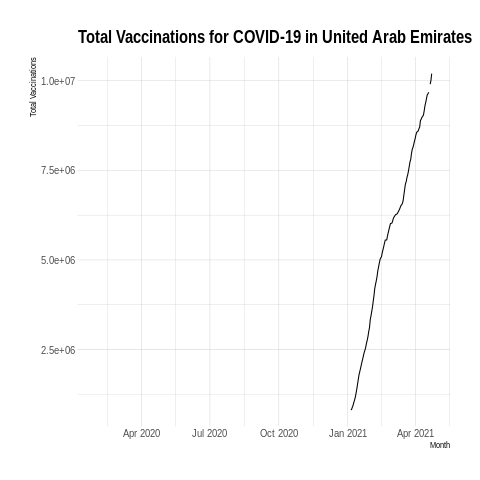 Total Vaccinations for COVID-19 in United Arab Emirates
Total Vaccinations
1.0e+07
7.5e+06
5.0e+06
2.5e+06
Apr 2020 Jul 2020 Oct 2020 Jan 2021 Apr 2021
Month